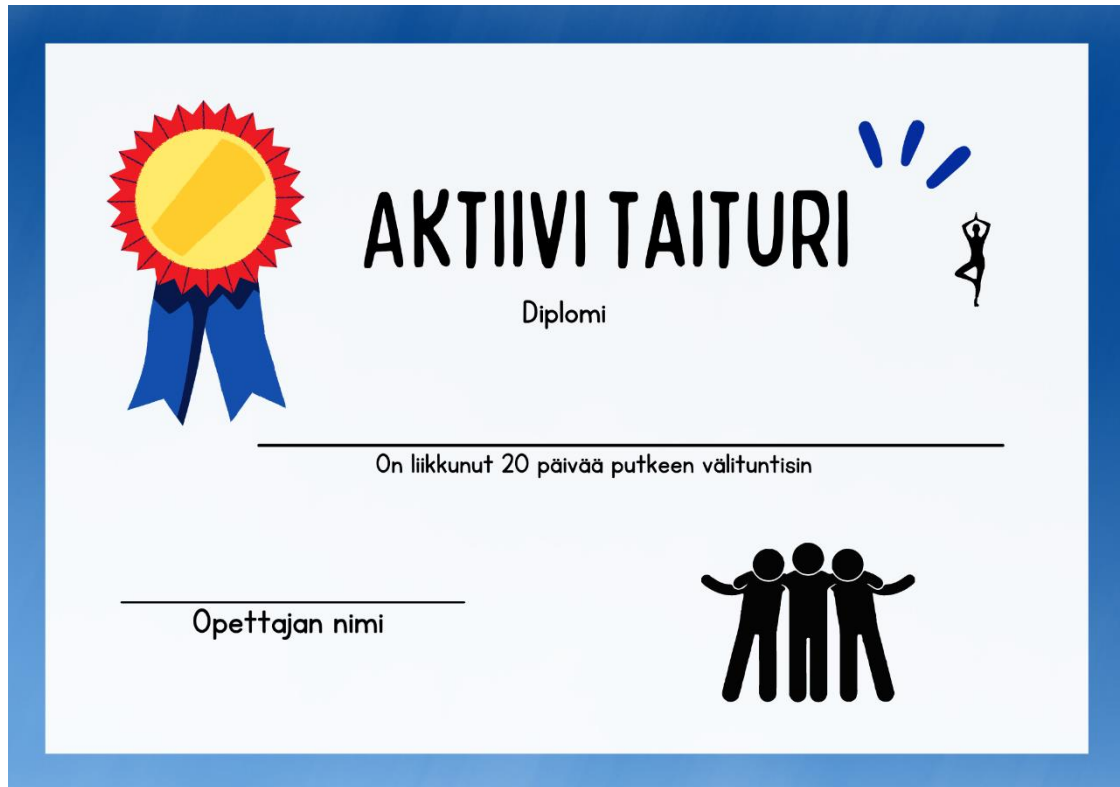 AKTIIVI TAITURI
Diplomi
On liikkunut 20 päivää putkeen välituntisin
Opettajan nimi